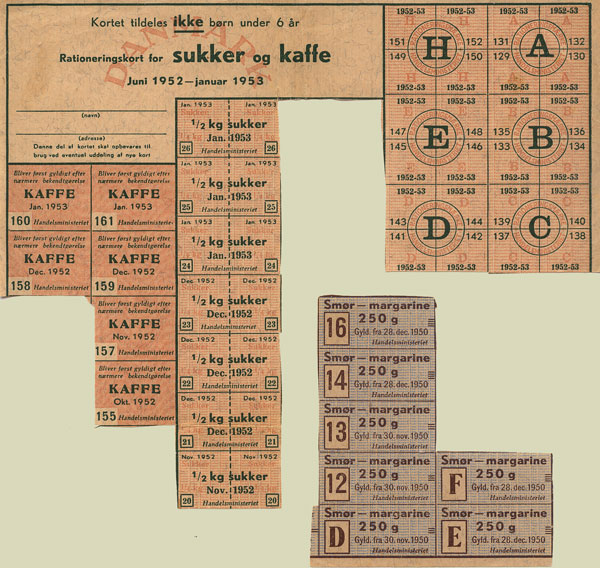 Kortet tildeles ikke børn under 6 år
DANMARK
Rationeringskort for sukker og kaffe
Juni 1952—januar 1953
(navn)
(adresse)
Denne del af kortet skal opbevares til
brug ved eventuel uddeling af nye kort
Bliver først gyldigt efter
nærmere bekendtgørelse
KAFFE
Jan. 1953
160 Handelsministeriet
Bliver først gyldigt efter
nærmere bekendtgørelse
KAFFE
Jan. 1953
161 Handelsministeriet
Bliver først gyldigt efter
nærmere bekendtgørelse
KAFFE
Dec. 1952
158 Handelsministeriet
Bliver først gyldigt efter
nærmere bekendtgørelse
KAFFE
Dec. 1952
159 Handelsministeriet
Bliver først gyldigt efter
nærmere bekendtgørelse
KAFFE
Nov. 1952
157 Handelsministeriet
Bliver først gyldigt efter
nærmere bekendtgørelse
KAFFE
Okt. 1952
155 Handelsministeriet
Jan. 1953 Jan. 1953
Sukker Sukker
1/2 kg sukker
Jan. 1953
26 Handelsministeriet 26
Jan. 1953 Jan. 1953
1/2 kg sukker
Jan. 1953
25 Handelsministeriet 25
Jan. 1953 Jan. 1953
1/2 kg sukker
Jan. 1953
24 Handelsministeriet 24
Dec. 1952 Dec. 1952
1/2 kg sukker
Dec. 1952
23 Handelsministeriet 23
Dec. 1952 Dec. 1952
1/2 kg sukker
Dec. 1952
22 Handelsministeriet 22
Dec. 1952 Dec. 1952
1/2 kg sukker
Dec. 1952
21 Handelsministeriet 21
Nov. 1952 Nov. 1952
1/2 kg sukker
Nov. 1952
20 Handelsministeriet 20
1952-53 1952-53
151 H 152 131 A 132
149 150 129 130
1952-53 1952-53
147 E 148 135 B 136
145 146 133 134
143 D 144 139 C 140
141 142 137 138
1952-53 1952-53
Smør — margarine
16 250 g
Gyld. fra 28. dec. 1950
Handelsministeriet
Smør — margarine
14 250 g
Gyld. fra 28. dec. 1950
Handelsministeriet
Smør — margarine
13 250 g
Gyld. fra 30. nov. 1950
Handelsministeriet
Smør — margarine
12 250 g
Gyld. fra 30. nov. 1950
Handelsministeriet
Smør — margarine
F 250 g
Gyld. fra 28. dec. 1950
Handelsministeriet
Smør — margarine
D 250 g
Gyld. fra 30. nov. 1950
Handelsministeriet
Smør — margarine
E 250 g
Gyld. fra 28. dec. 1950
Handelsministeriet